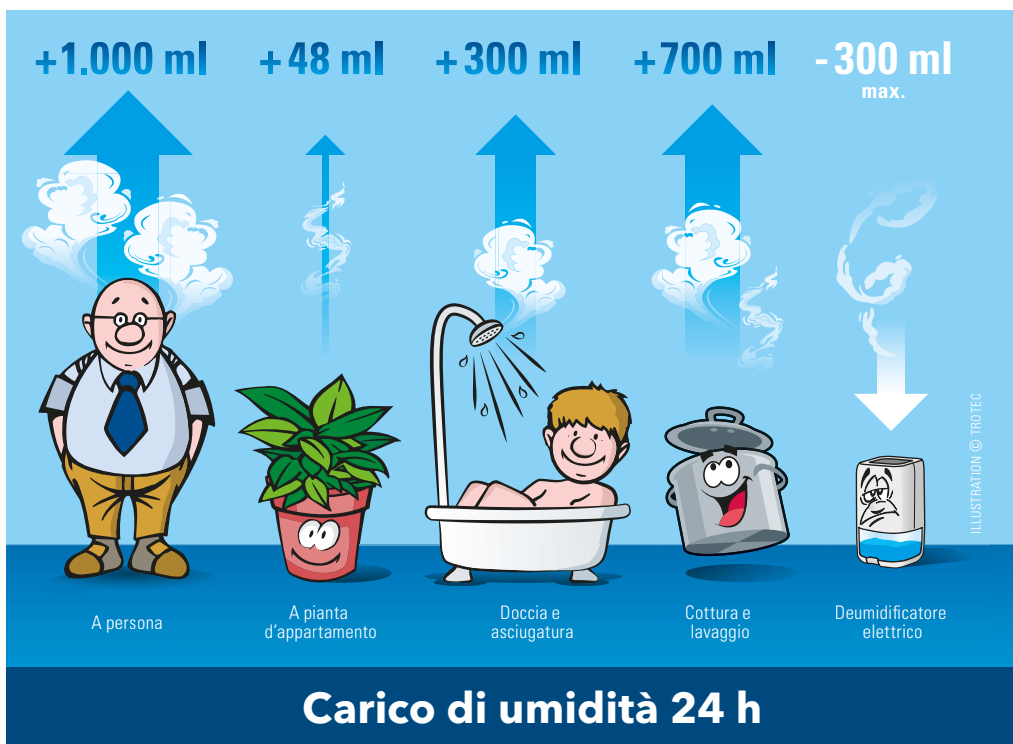 +1.000 ml
+48 ml
+300 ml
+700 ml
-300 ml
max.
ILLUSTRATION © TROTEC
A persona
A pianta
d'appartamento
Doccia e
asciugatura
Cottura e
lavaggio
Deumidificatore
elettrico
Carico di umidità 24 h